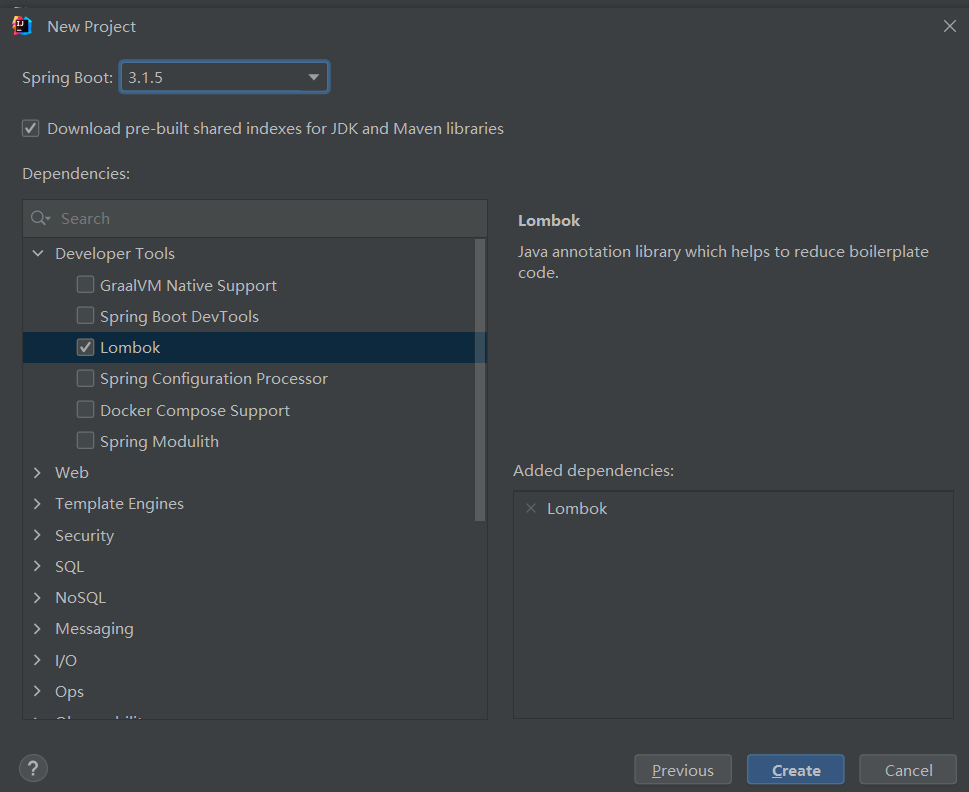 New Project
Spring Boot: 3.1.5
Download pre-built shared indexes for JDK and Maven libraries
Dependencies:
Search
Developer Tools
GraalVM Native Support
Spring Boot DevTools
Lombok
Spring Configuration Processor
Docker Compose Support
Spring Modulith
Web
Template Engines
Security
SQL
NoSQL
Messaging
I/O
Ops
Lombok
Java annotation library which helps to reduce boilerplate
code.
Added dependencies:
Lombok
?
Previous
Create
Cancel